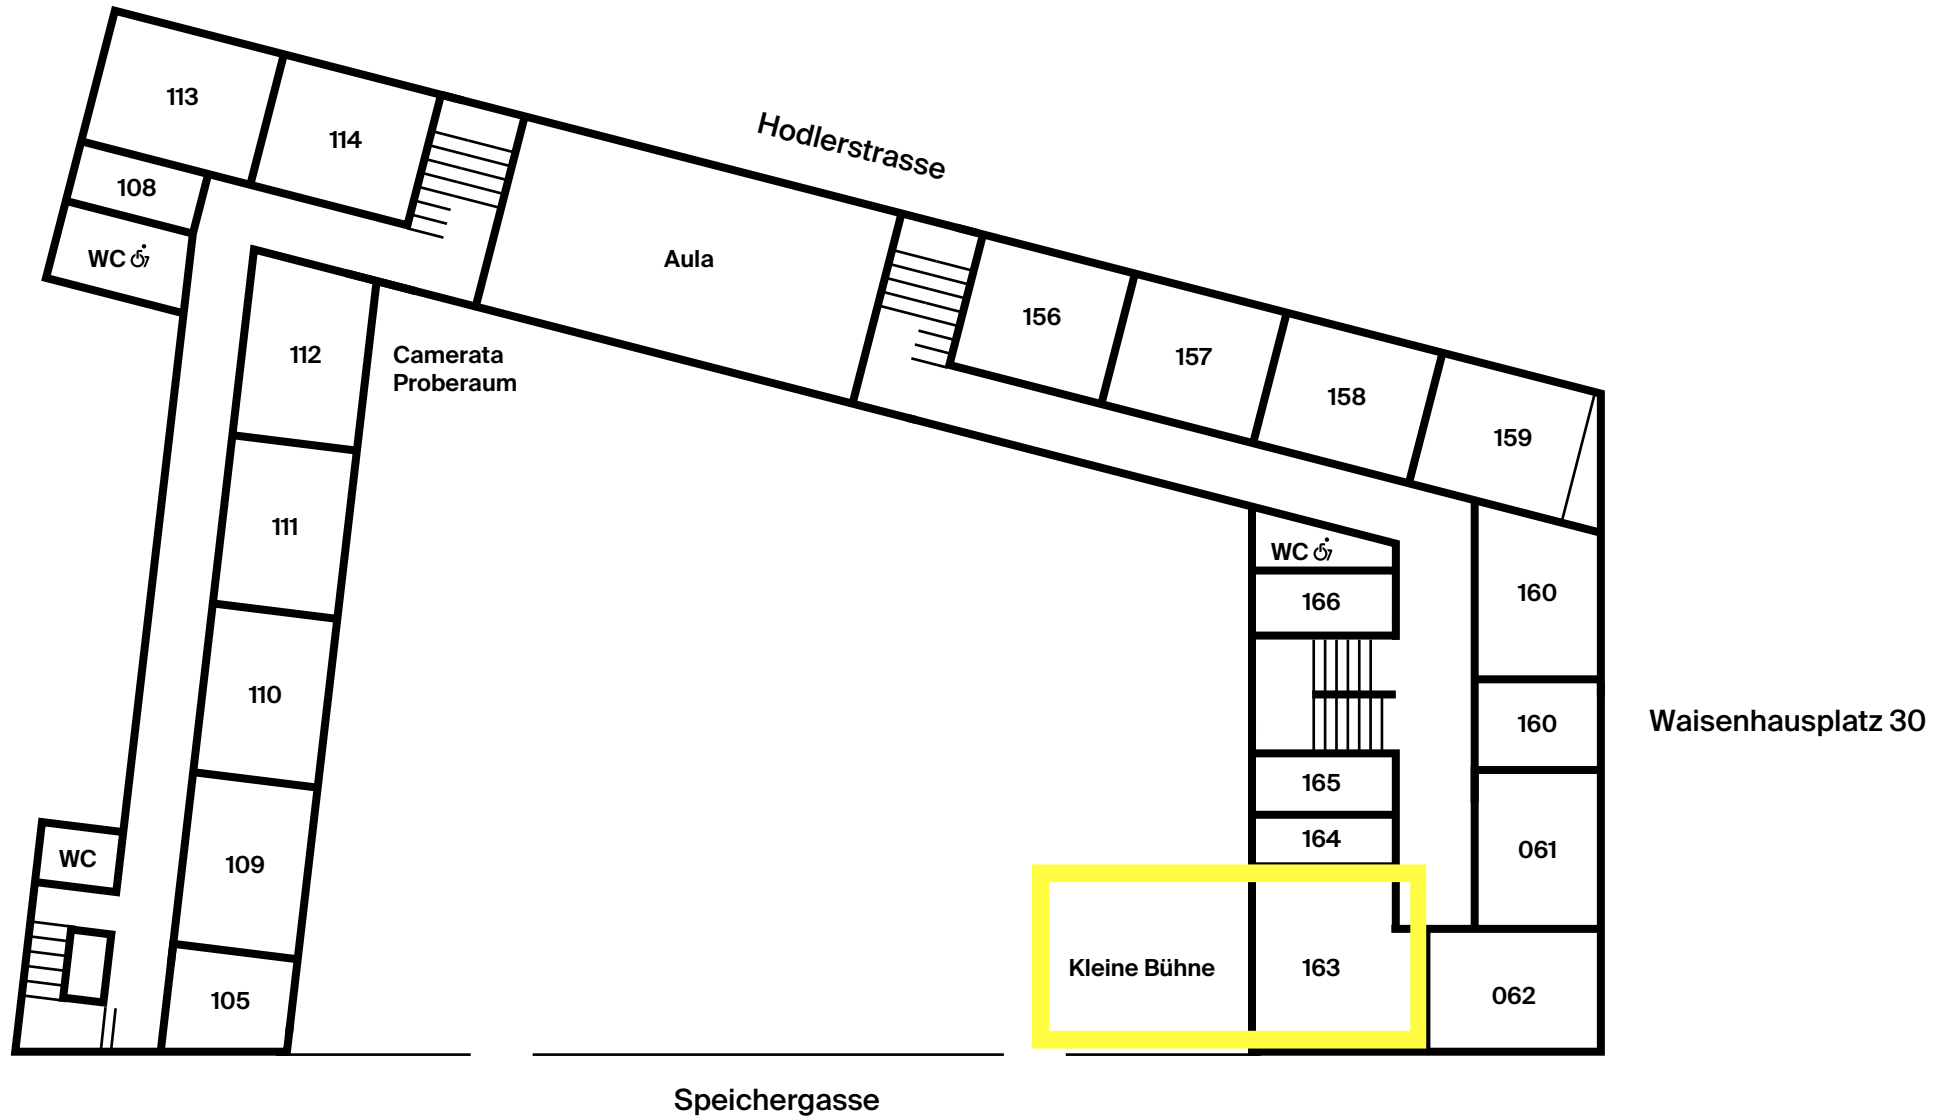 113
114
Hodlerstrasse
108
WC
Aula
156
157
158
159
112
Camerata
Proberaum
111
110
109
105
WC
WC
166
165
164
160
160
Waisenhausplatz 30
061
Kleine Bühne
163
062
Speichergasse